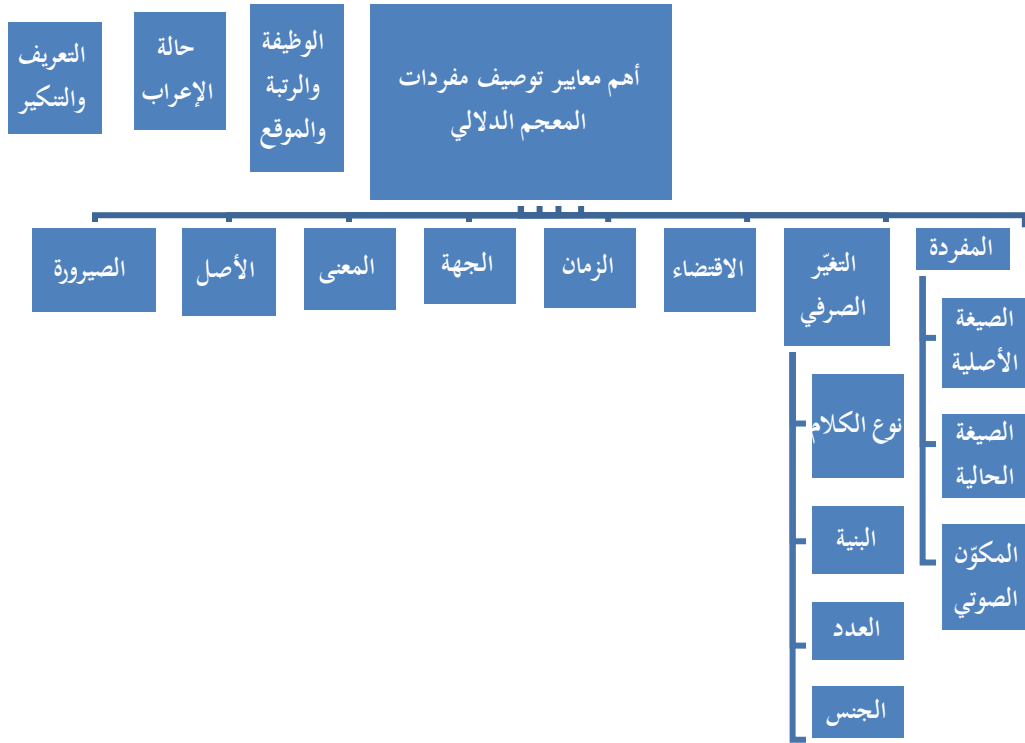 أهم معايير توصيف مفردات
المعجم الدلالي
الوظيفة
والرتبة
والموقع
حالة
الإعراب
التعريف
والتنكير
المفردة
الصيغة
الأصلية
الصيغة
الحالية
المكوّن
الصوتي
التغيّر
الصرفي
نوع الكلام
البنية
العدد
الجنس
الاقتضاء
الزمان
الجهة
المعنى
الأصل
الصيرورة